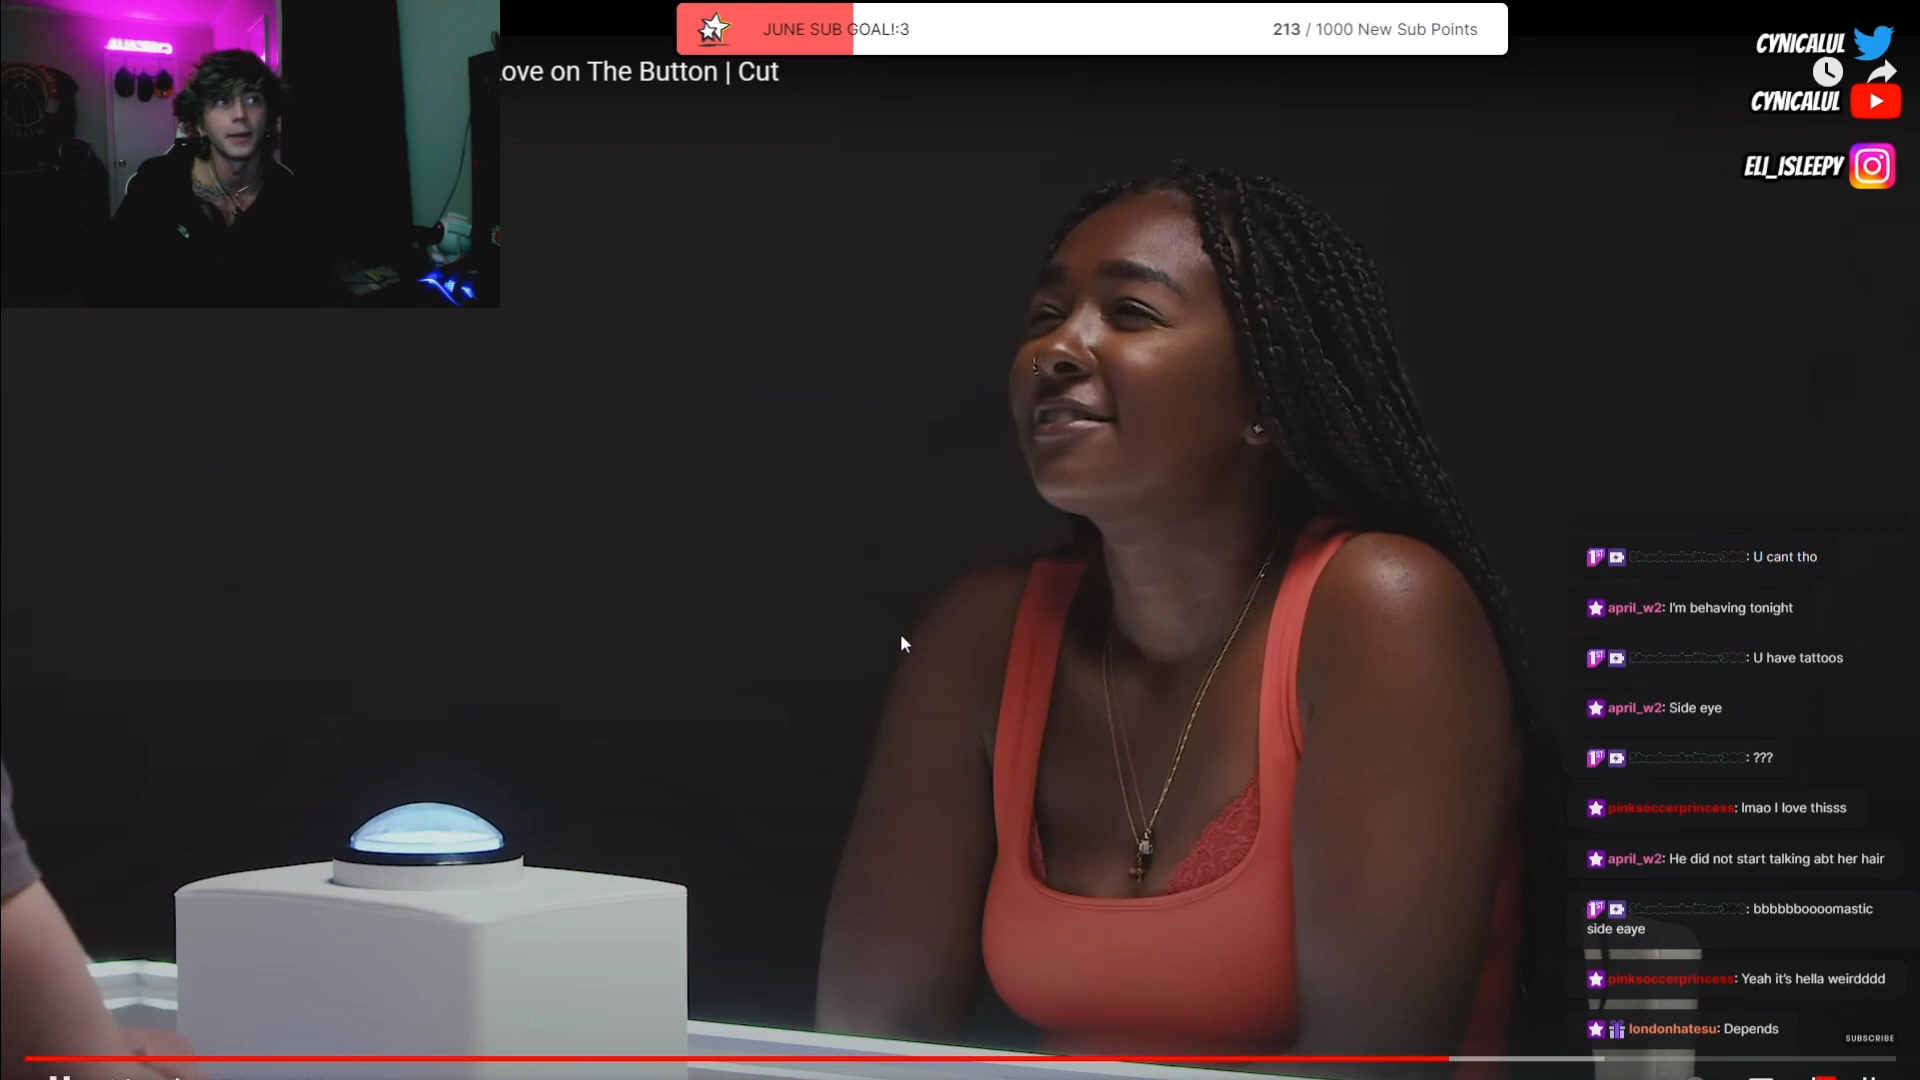 JUNE SUB GOAL!:3
213 / 1000 New Sub Points
CYNICALUL
ove on The Button | Cut
CYNICALUL
ELI_ISLEEPY
: U cant tho
april_w2: I'm behaving tonight
: U have tattoos
april_w2: Side eye
: ???
pinksoccerprincess: lmao I love thisss
april_w2: He did not start talking abt her hair
: bbbbbboooomastic
side eaye
pinksoccerprincess: Yeah it's hella weirdddd
londonhatesu: Depends
SUBSCRIBE